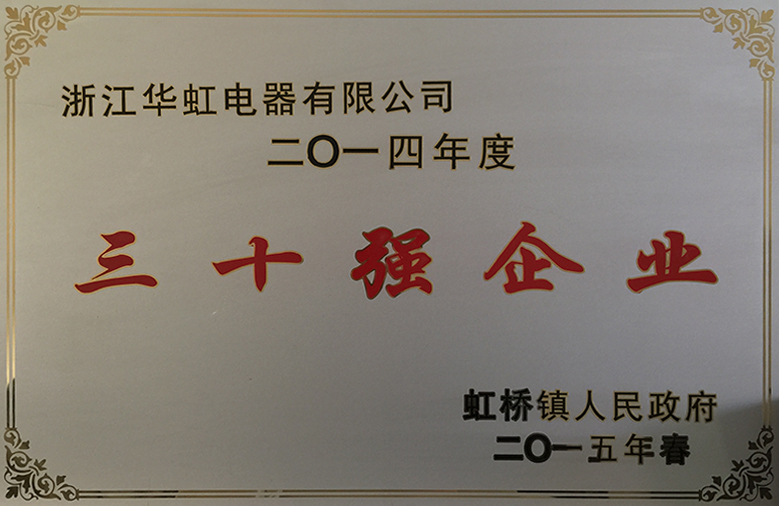 浙江华虹电器有限公司
二〇一四年度
三十强企业
虹桥镇人民政府
二〇一五年春